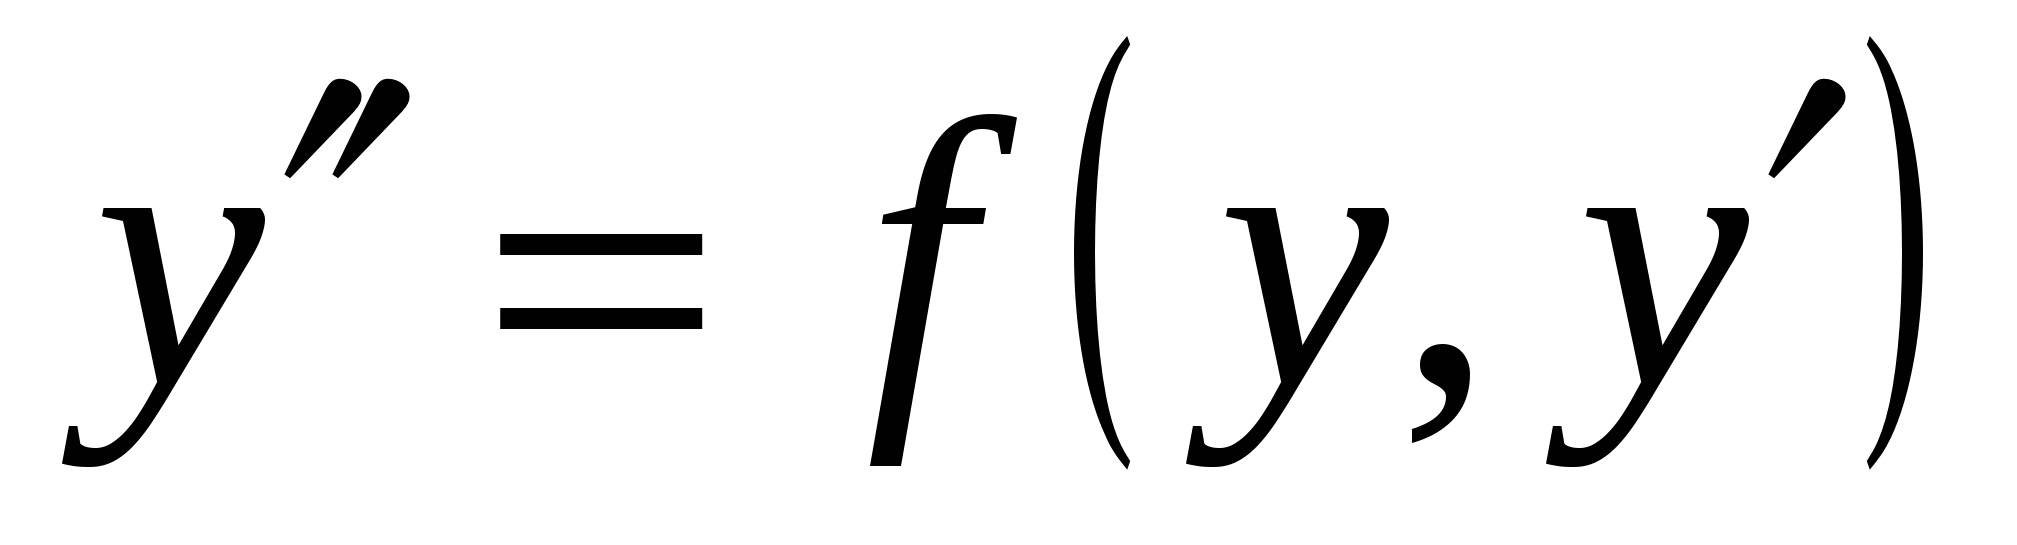 y″ = f(y, y′)